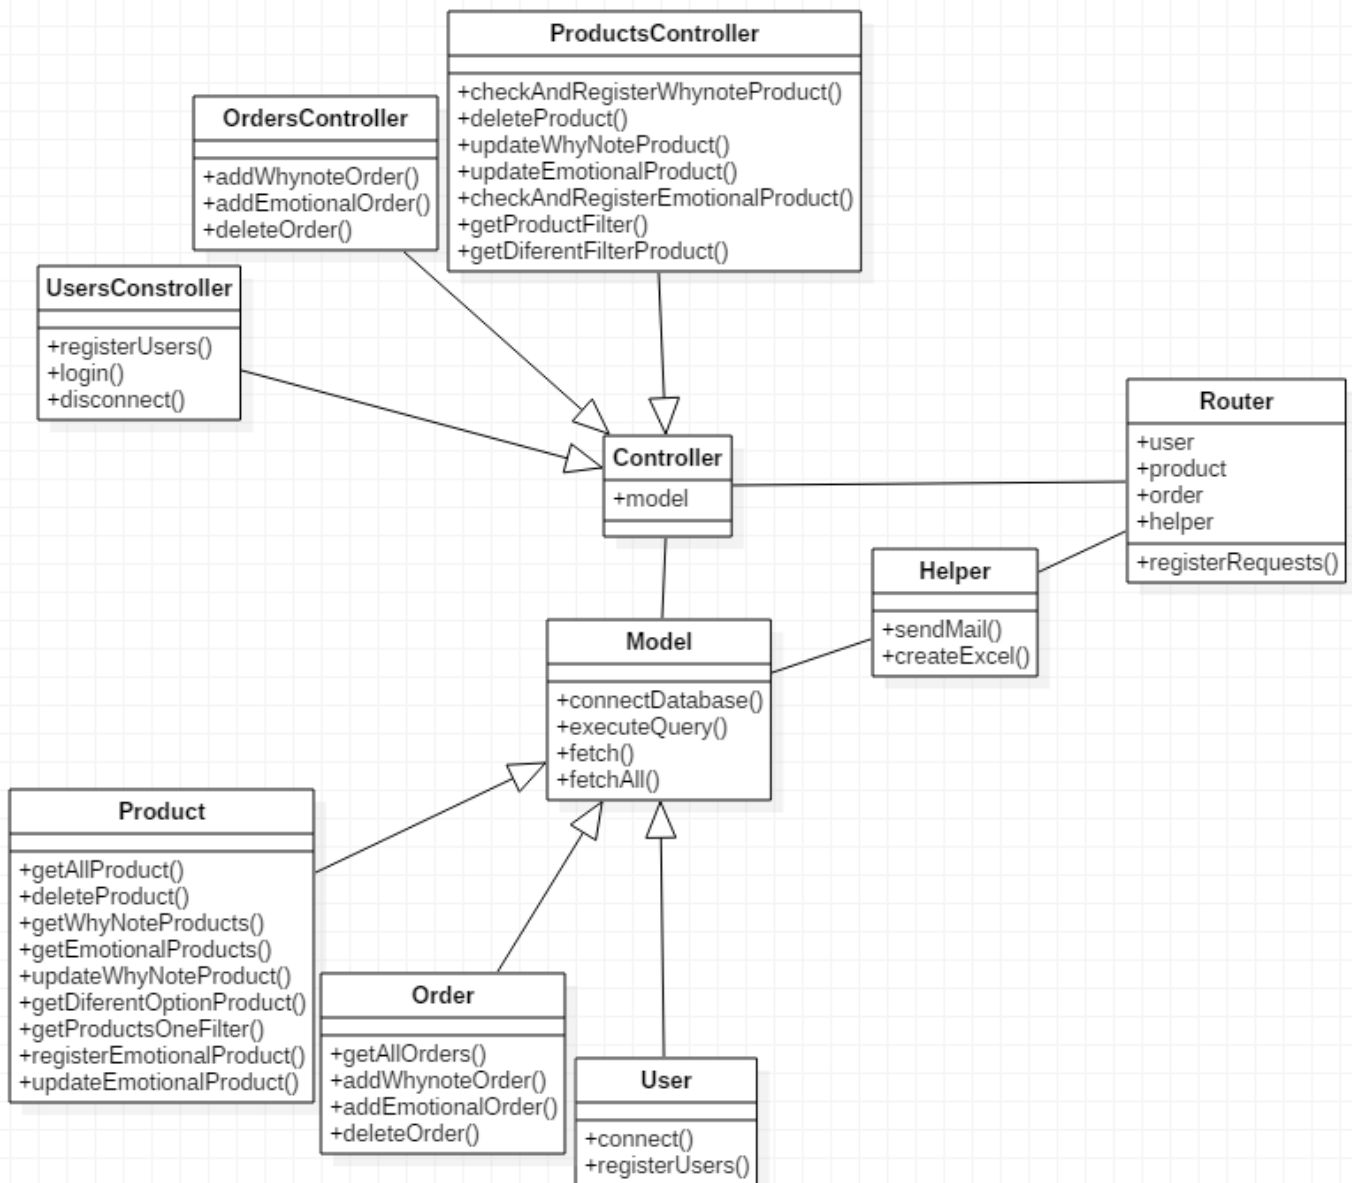 ProductsController
+checkAndRegisterWhynoteProduct()
+deleteProduct()
+updateWhyNoteProduct()
+updateEmotionalProduct()
+checkAndRegisterEmotionalProduct()
+getProductFilter()
+getDiferentFilterProduct()
OrdersController
+addWhynoteOrder()
+addEmotionalOrder()
+deleteOrder()
UsersConstroller
+registerUsers()
+login()
+disconnect()
Controller
+model
Router
+user
+product
+order
+helper
+registerRequests()
Helper
+sendMail()
+createExcel()
Model
+connectDatabase()
+executeQuery()
+fetch()
+fetchAll()
Product
+getAllProduct()
+deleteProduct()
+getWhyNoteProducts()
+getEmotionalProducts()
+updateWhyNoteProduct()
+getDiferentOptionProduct()
+getProductsOneFilter()
+registerEmotionalProduct()
+updateEmotionalProduct()
Order
+getAllOrders()
+addWhynoteOrder()
+addEmotionalOrder()
+deleteOrder()
User
+connect()
+registerUsers()